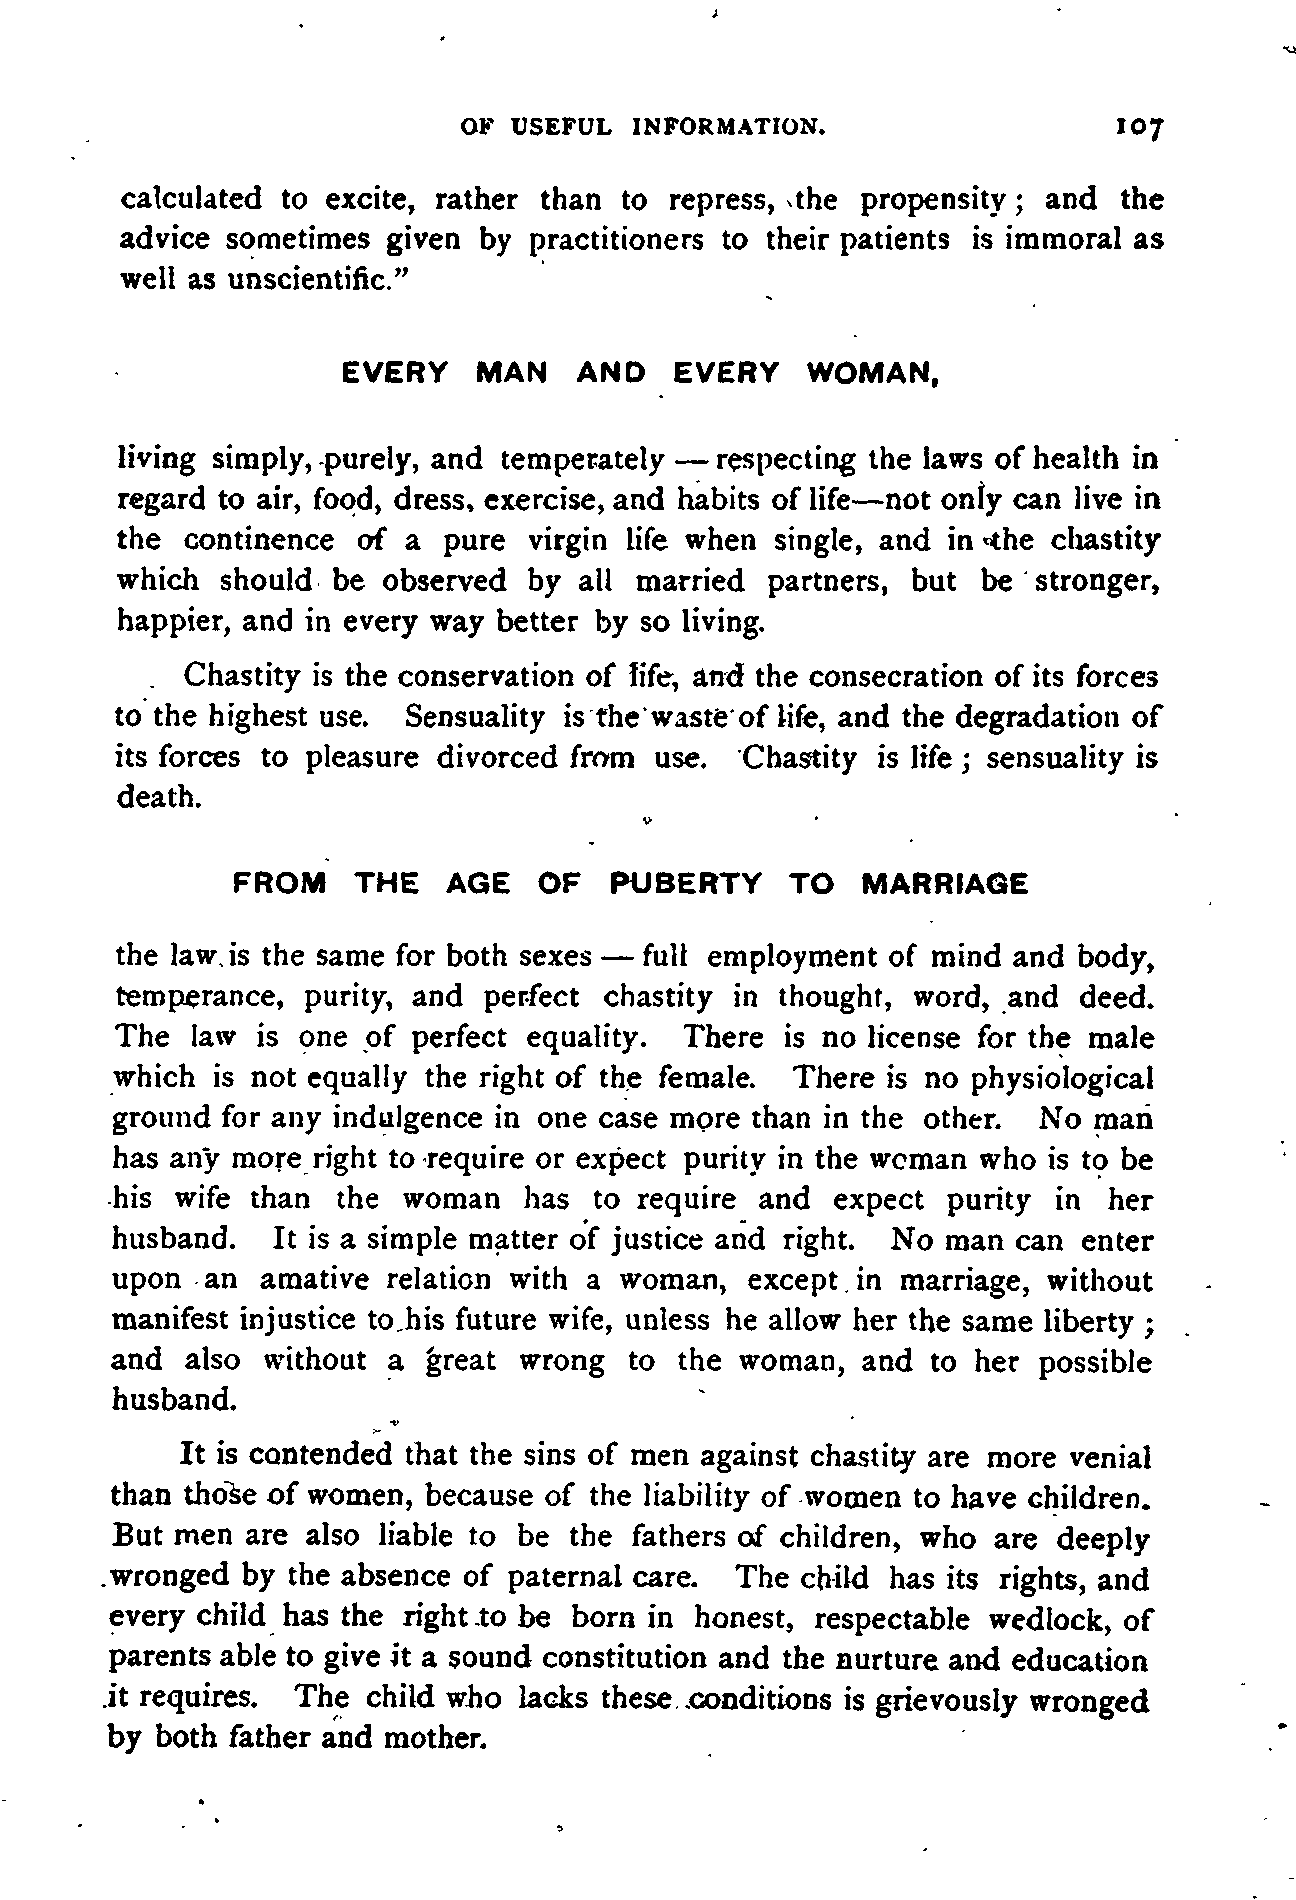 OF USEFUL INFORMATION. 107
calculated to excite, rather than to repress, the propensity; and the
advice sometimes given by practitioners to their patients is immoral as
well as unscientific."
EVERY MAN AND EVERY WOMAN,
living simply, purely, and temperately — respecting the laws of health in
regard to air, food, dress, exercise, and habits of life—not only can live in
the continence of a pure virgin life when single, and in the chastity
which should be observed by all married partners, but be stronger,
happier, and in every way better by so living.
Chastity is the conservation of life, and the consecration of its forces
to the highest use. Sensuality is the waste of life, and the degradation of
its forces to pleasure divorced from use. Chastity is life; sensuality is
death.
FROM THE AGE OF PUBERTY TO MARRIAGE
the law is the same for both sexes — full employment of mind and body,
temperance, purity, and perfect chastity in thought, word, and deed.
The law is one of perfect equality. There is no license for the male
which is not equally the right of the female. There is no physiological
ground for any indulgence in one case more than in the other. No man
has any more right to require or expect purity in the woman who is to be
his wife than the woman has to require and expect purity in her
husband. It is a simple matter of justice and right. No man can enter
upon an amative relation with a woman, except in marriage, without
manifest injustice to his future wife, unless he allow her the same liberty;
and also without a great wrong to the woman, and to her possible
husband.
It is contended that the sins of men against chastity are more venial
than those of women, because of the liability of women to have children.
But men are also liable to be the fathers of children, who are deeply
wronged by the absence of paternal care. The child has its rights, and
every child has the right to be born in honest, respectable wedlock, of
parents able to give it a sound constitution and the nurture and education
it requires. The child who lacks these conditions is grievously wronged
by both father and mother.